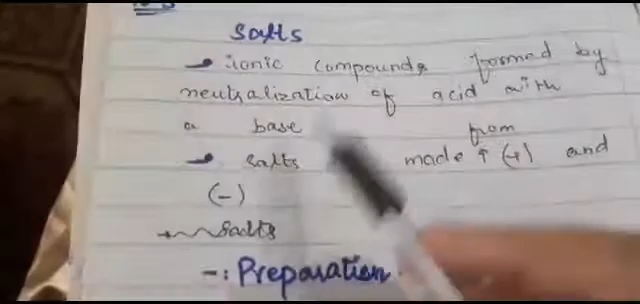 Salts
ionic compounds formed by
neutralization of acid with
a base
from
salts made ↑ (+) and
(-)
salts
-: Preparation